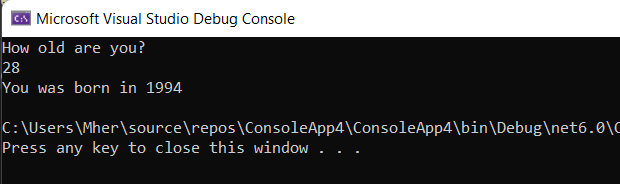 Microsoft Visual Studio Debug Console
How old are you?
28
You was born in 1994
C:\Users\Mher\source\repos\ConsoleApp4\ConsoleApp4\bin\Debug\net6.0\C
Press any key to close this window . . .